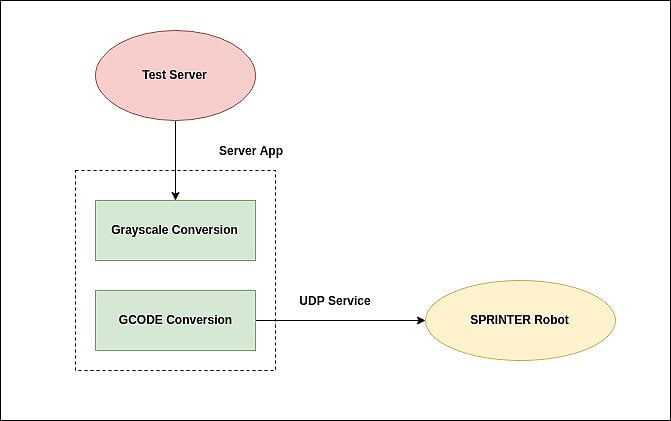 Test Server
Server App
Grayscale Conversion
GCODE Conversion
UDP Service
SPRINTER Robot